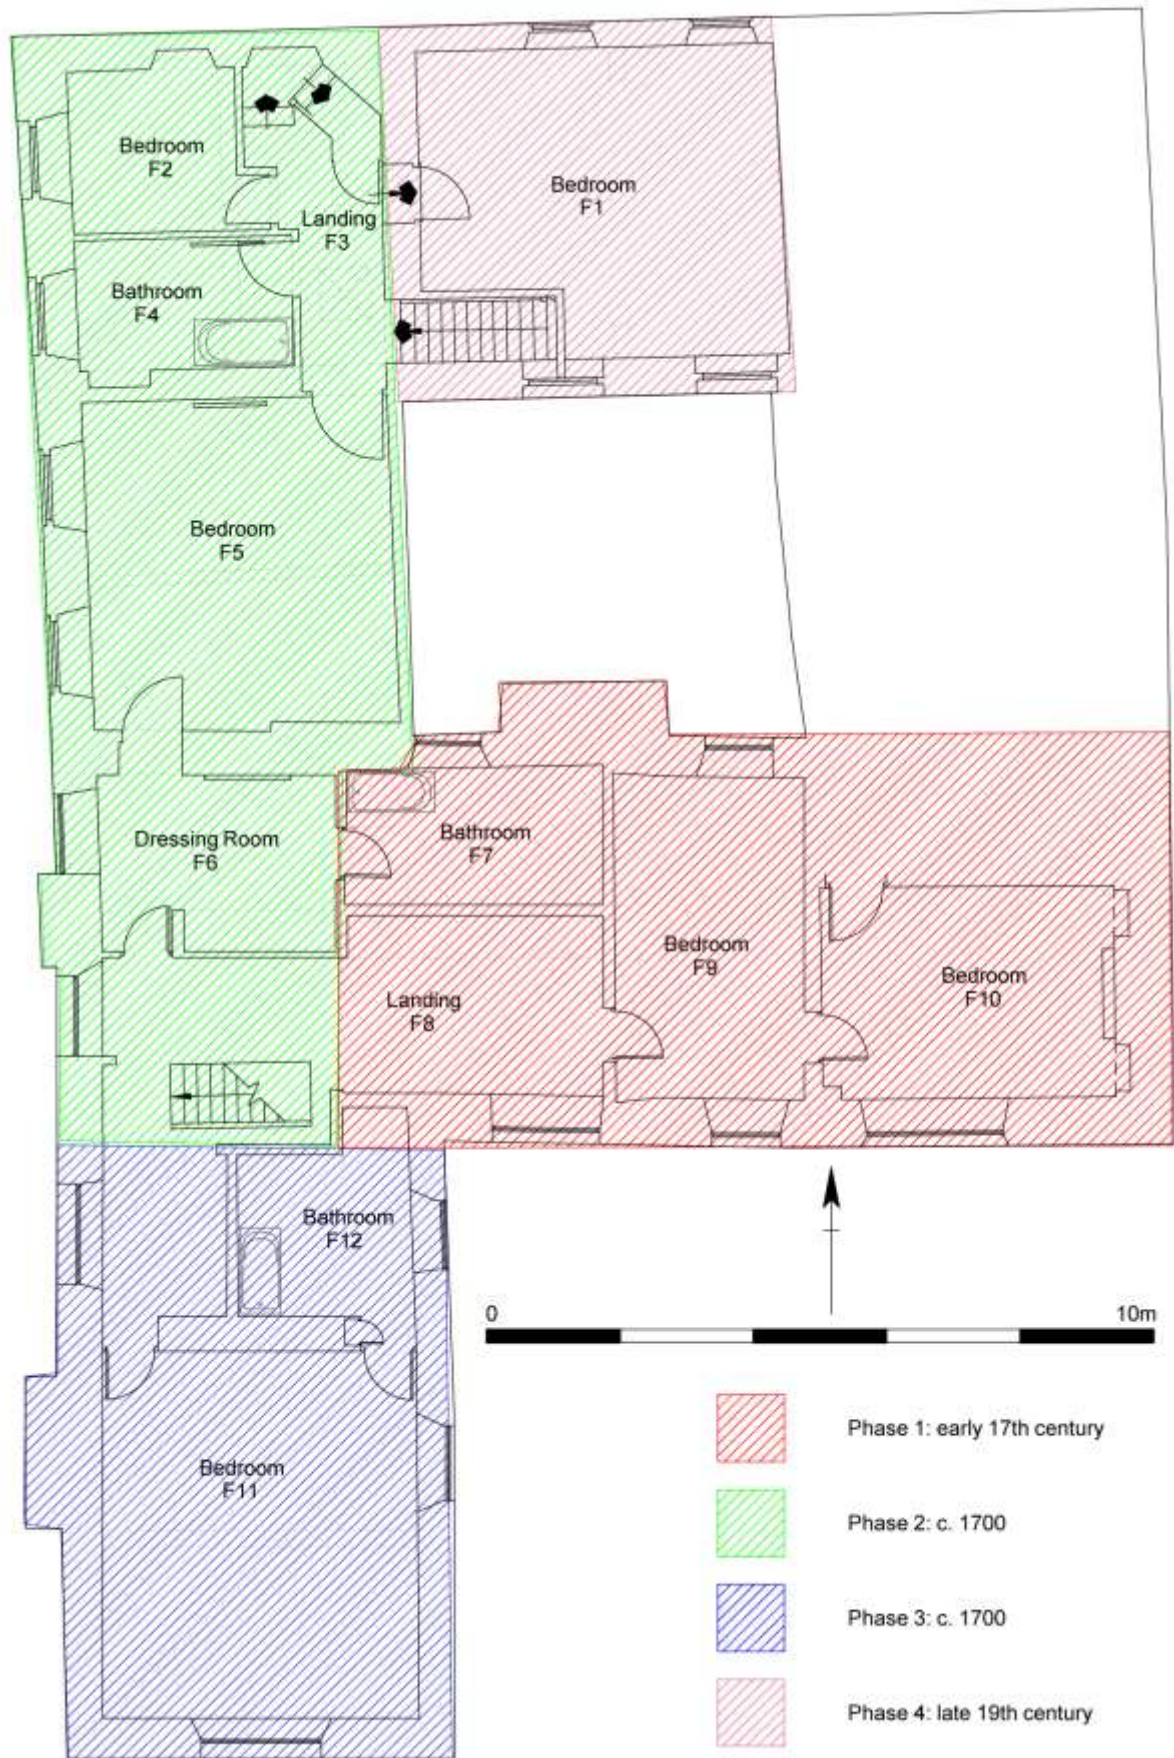 Bedroom
F2
Bedroom
F1
Landing
F3
Bathroom
F4
Bedroom
F5
Dressing Room
F6
Bathroom
F7
Bedroom
F9
Landing
F8
Bedroom
F10
Bathroom
F12
Bedroom
F11
0 10m
Phase 1: early 17th century
Phase 2: c. 1700
Phase 3: c. 1700
Phase 4: late 19th century